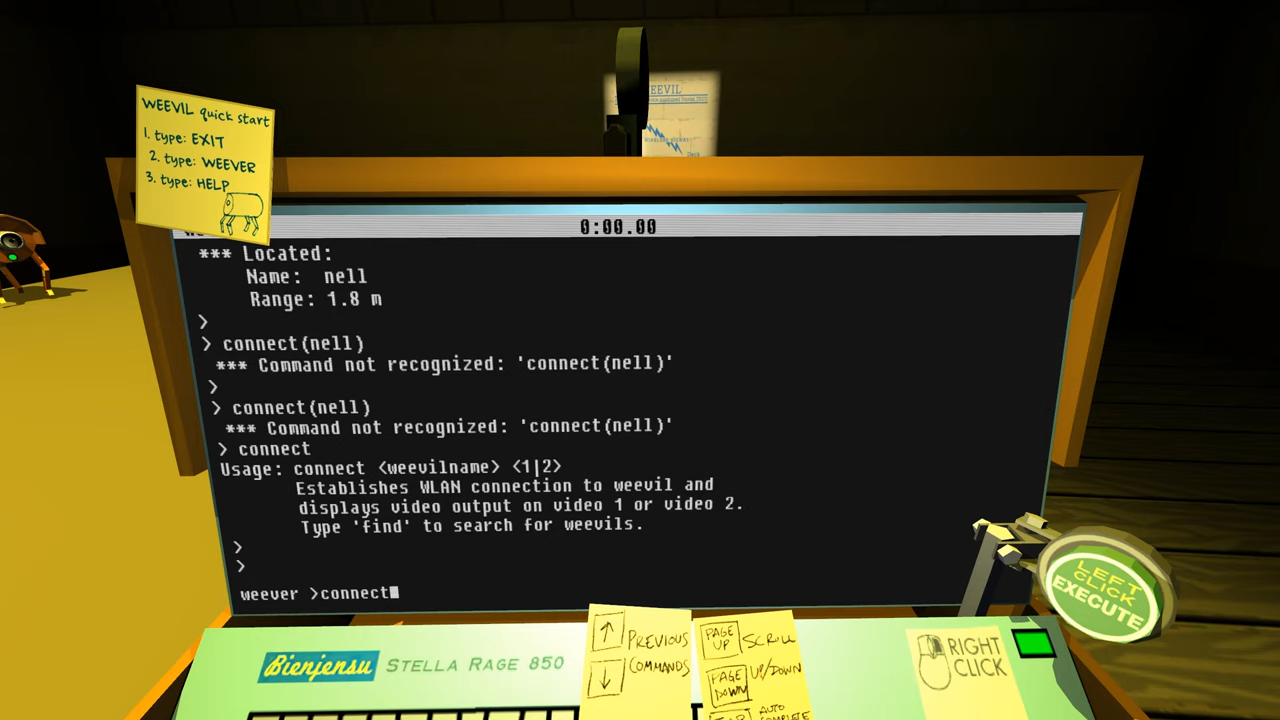 WEEVIL quick start
1. type: EXIT
2. type: WEEVER
3. type: HELP
EEVIL
0:00.00
*** Located:
Name: nell
Range: 1.8 m
>
> connect(nell)
*** Command not recognized: 'connect(nell)'
>
> connect(nell)
*** Command not recognized: 'connect(nell)'
> connect
Usage: connect <weevilname> <1|2>
Establishes WLAN connection to weevil and
displays video output on video 1 or video 2.
Type 'find' to search for weevils.
>
>
weever >connect
LEFT
CLICK
EXECUTE
Bienjensu STELLA RAGE 850
↑ PREVIOUS
↓ COMMANDS
PAGE UP SCROLL
PAGE DOWN UP/DOWN
AUTO
COMPLETE
RIGHT
CLICK